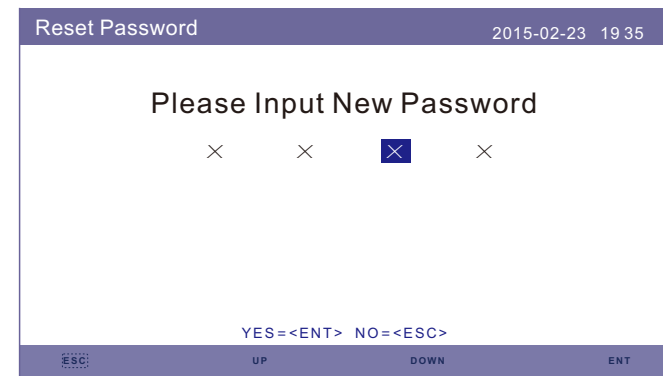 Reset Password 2015-02-23 19 35
Please Input New Password
× × × ×
YES=<ENT> NO=<ESC>
ESC UP DOWN ENT